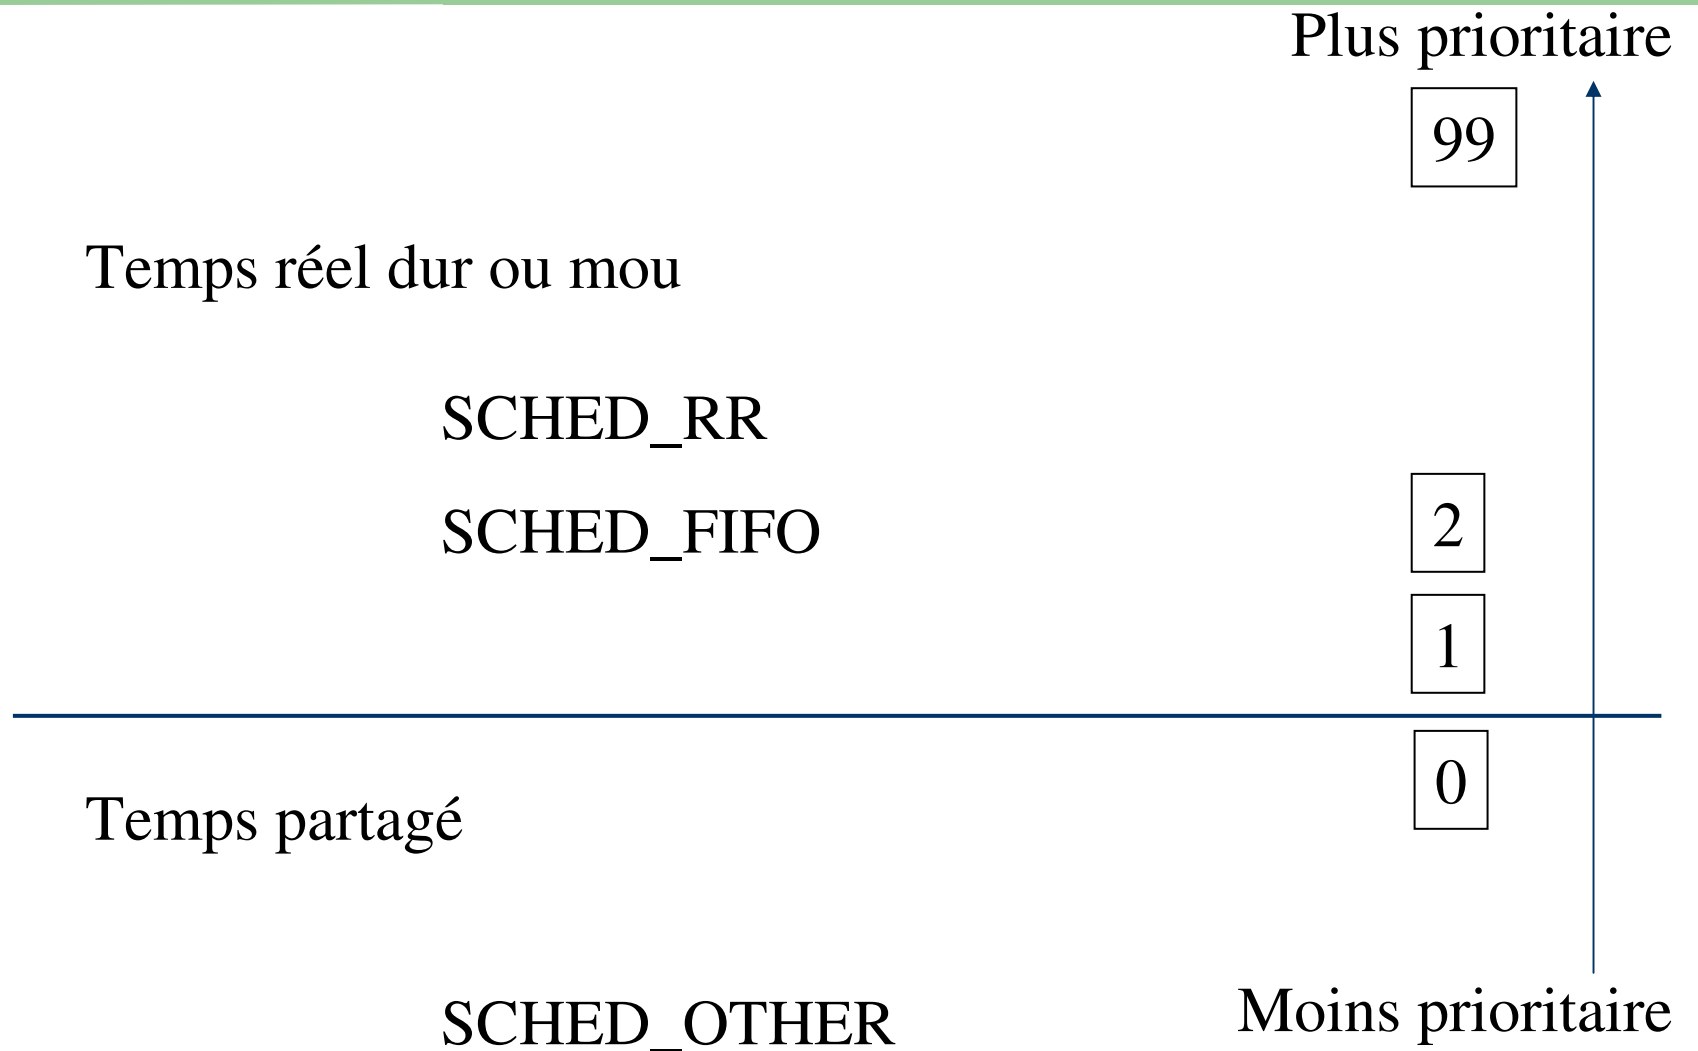 Plus prioritaire
99
Temps réel dur ou mou
SCHED_RR
SCHED_FIFO
2
1
0
Temps partagé
SCHED_OTHER
Moins prioritaire